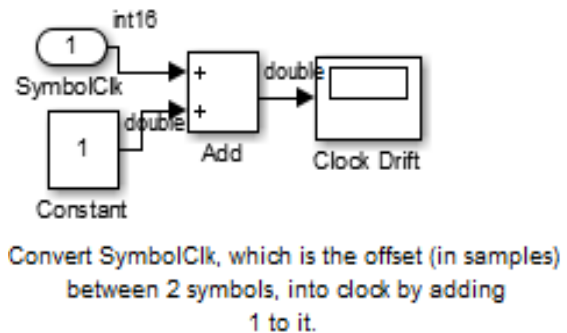 int16
1
SymbolClk
+
+
double
double
1
Add
Clock Drift
Constant
Convert SymbolClk, which is the offset (in samples)
between 2 symbols, into clock by adding
1 to it.